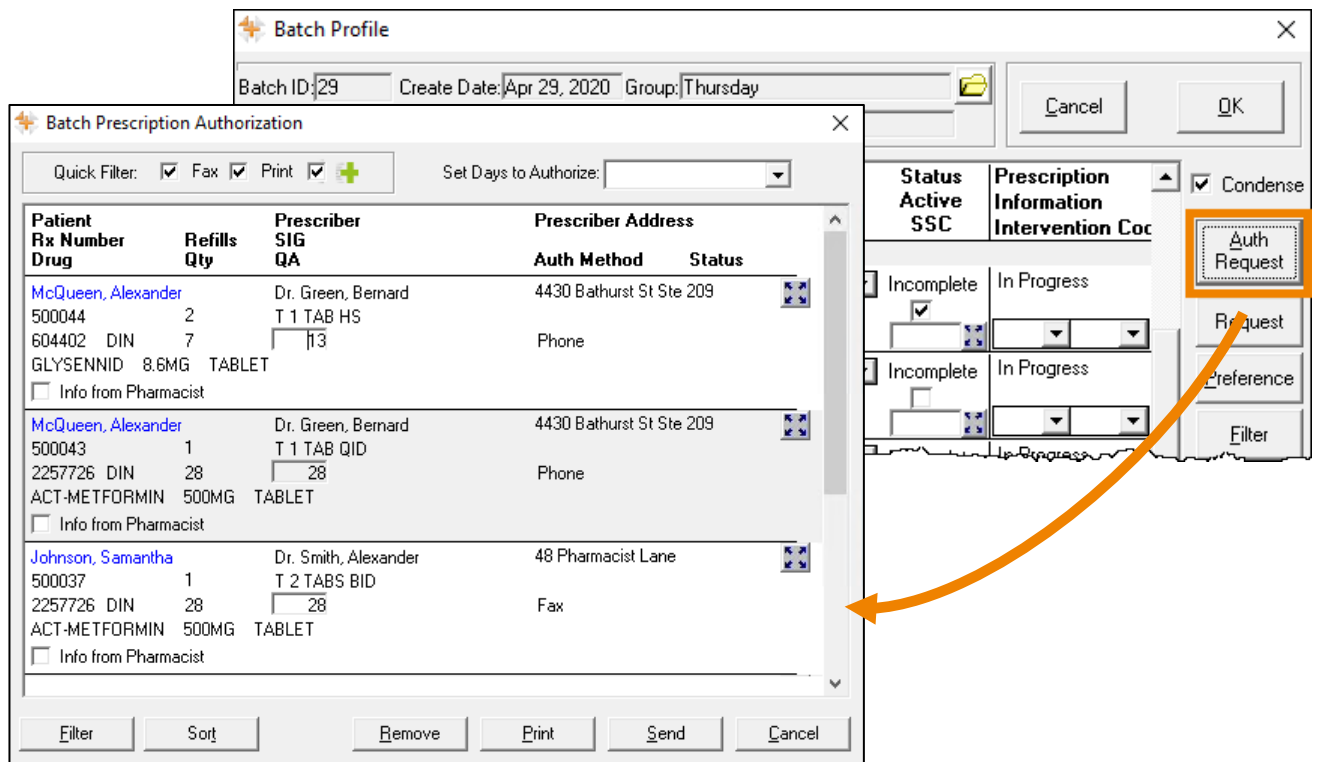 Batch Profile
Batch ID: 29 Create Date: Apr 29, 2020 Group: Thursday
Cancel OK
Batch Prescription Authorization
Quick Filter: Fax Print Set Days to Authorize:
Patient Prescriber Prescriber Address
Rx Number Refills SIG
Drug Qty QA Auth Method Status
McQueen, Alexander Dr. Green, Bernard 4430 Bathurst St Ste 209
500044 2 T 1 TAB HS
604402 DIN 7 13 Phone
GLYSENNID 8.6MG TABLET
Info from Pharmacist
McQueen, Alexander Dr. Green, Bernard 4430 Bathurst St Ste 209
500043 1 T 1 TAB QID
2257726 DIN 28 28 Phone
ACT-METFORMIN 500MG TABLET
Info from Pharmacist
Johnson, Samantha Dr. Smith, Alexander 48 Pharmacist Lane
500037 1 T 2 TABS BID
2257726 DIN 28 28 Fax
ACT-METFORMIN 500MG TABLET
Info from Pharmacist
Filter Sort Remove Print Send Cancel
Status Prescription
Active Information
SSC Intervention Coc
Incomplete In Progress
Incomplete In Progress
In Progress
Condense
Auth
Request
Request
Preference
Filter